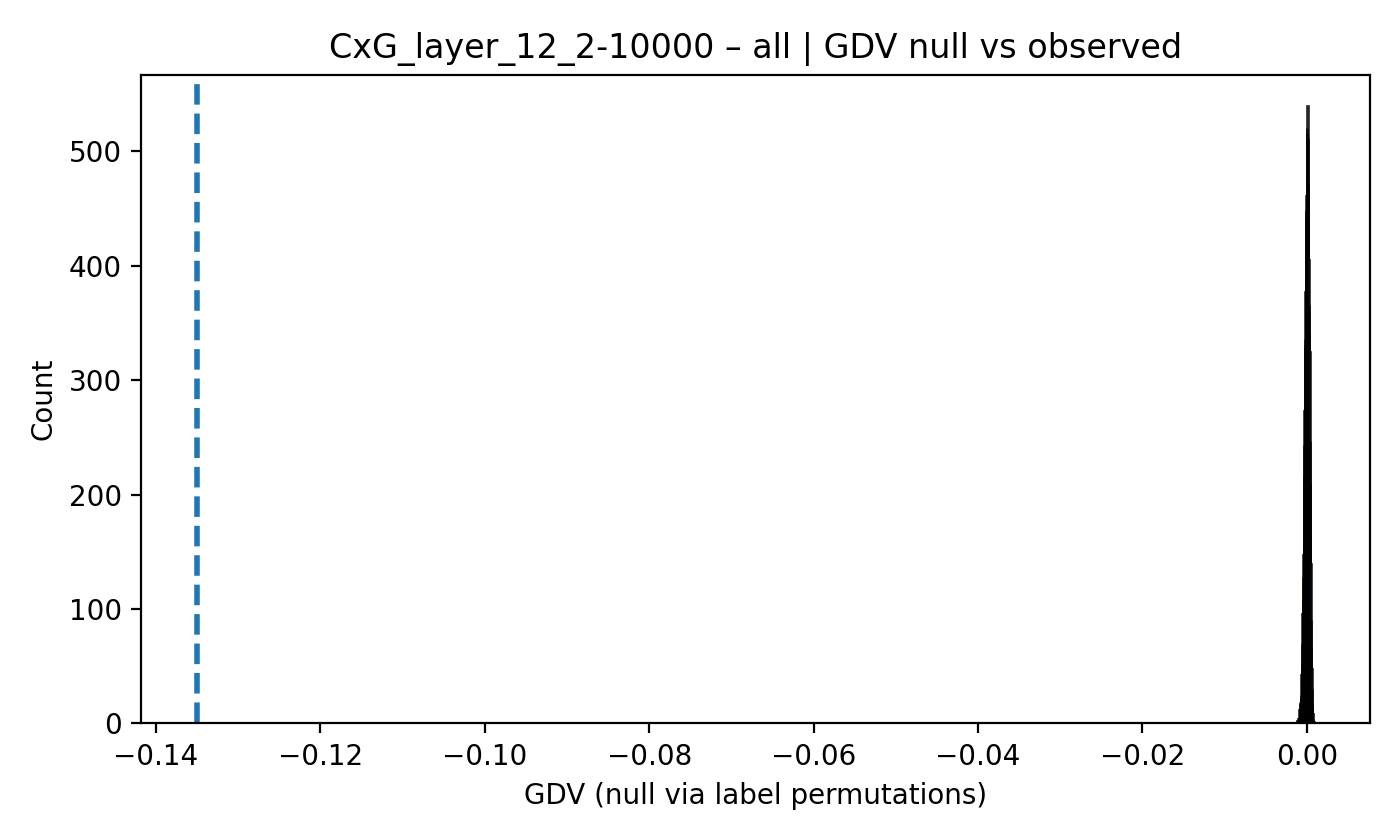 CxG_layer_12_2-10000 – all | GDV null vs observed
Count
500
400
300
200
100
0
−0.14 −0.12 −0.10 −0.08 −0.06 −0.04 −0.02 0.00
GDV (null via label permutations)